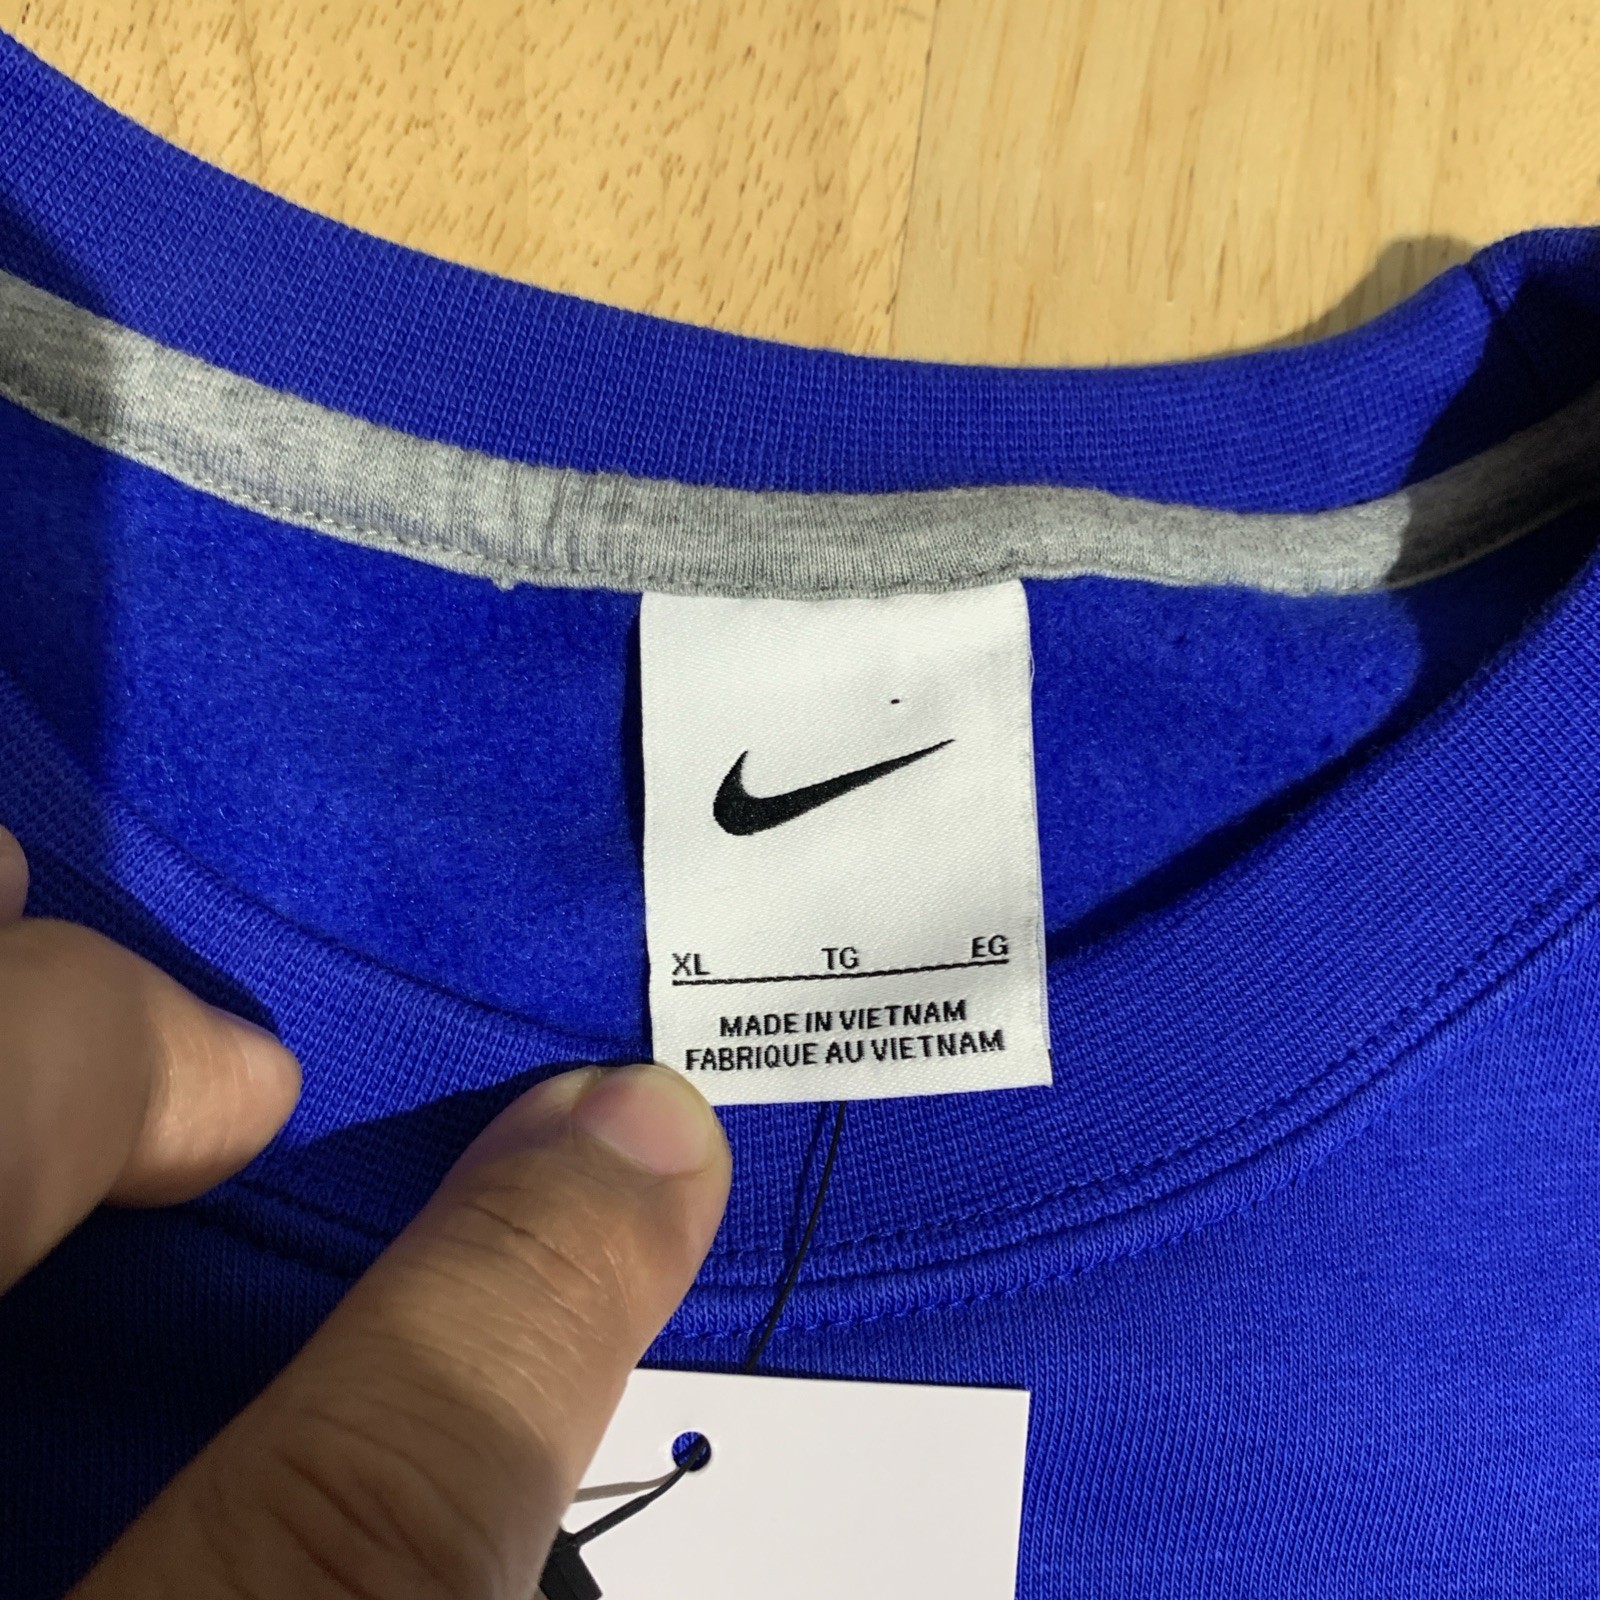 XL TG EG
MADE IN VIETNAM
FABRIQUE AU VIETNAM